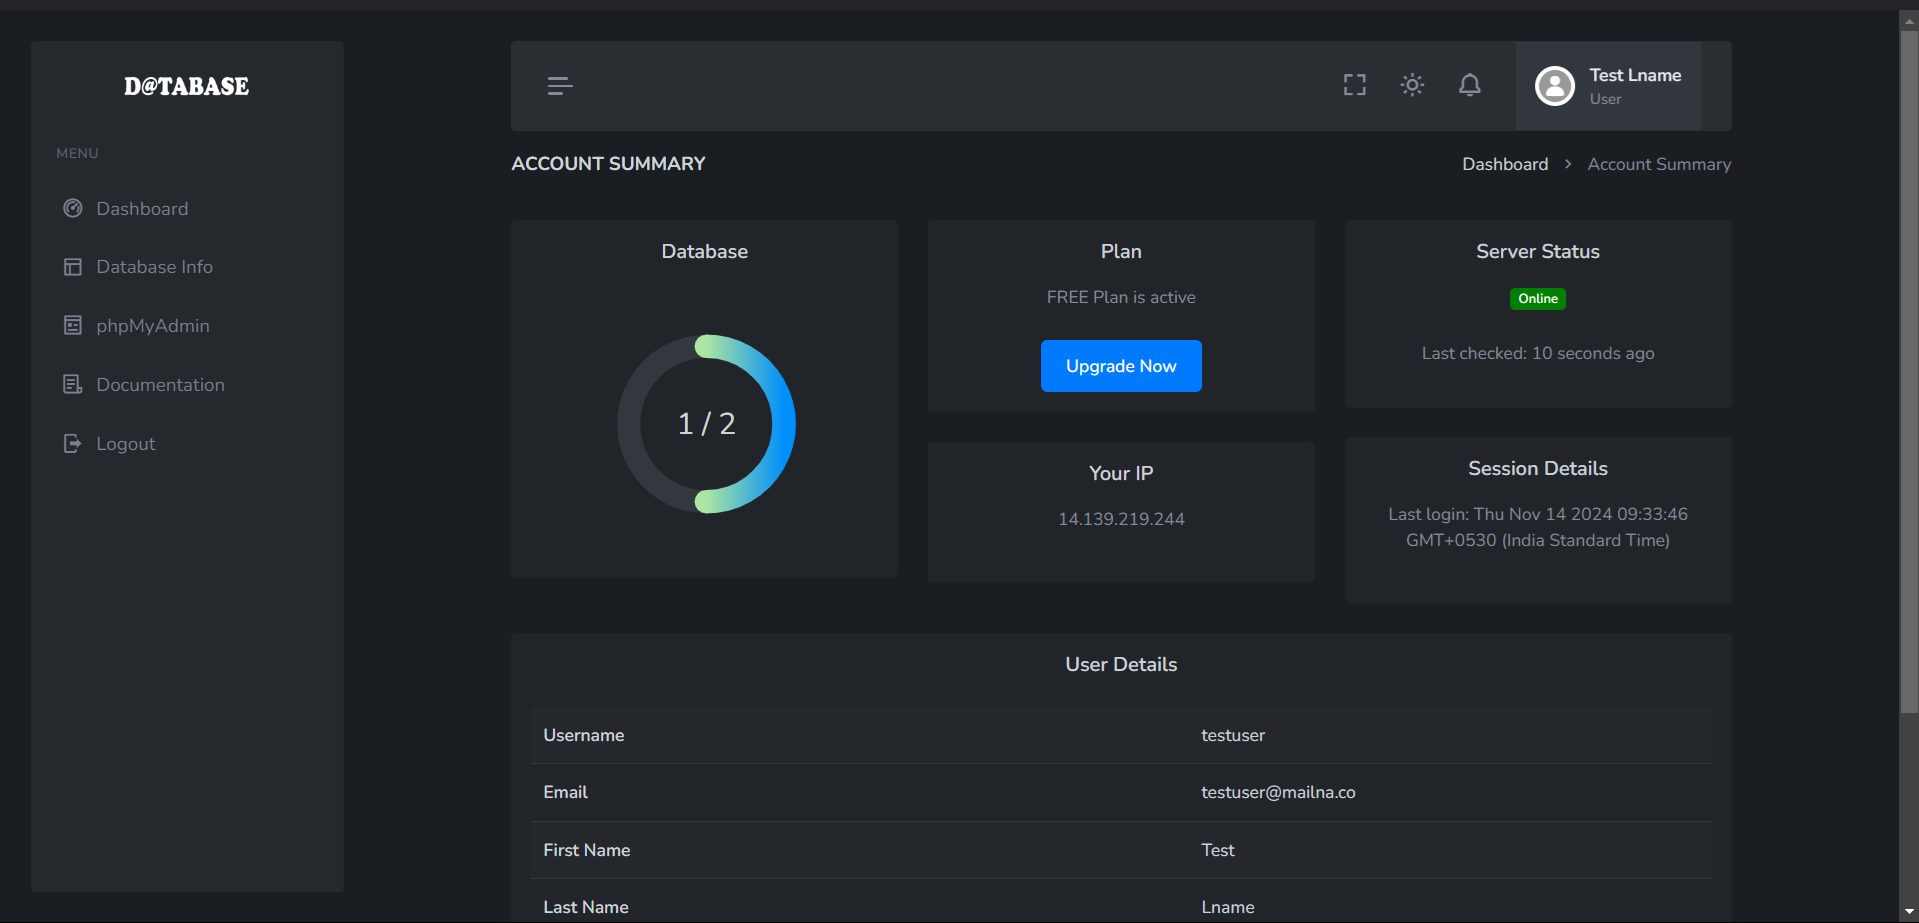 D@TABASE
MENU
Dashboard
Database Info
phpMyAdmin
Documentation
Logout
Test Lname
User
ACCOUNT SUMMARY
Dashboard > Account Summary
Database
1 / 2
Plan
FREE Plan is active
Upgrade Now
Your IP
14.139.219.244
Server Status
Online
Last checked: 10 seconds ago
Session Details
Last login: Thu Nov 14 2024 09:33:46
GMT+0530 (India Standard Time)
User Details
Username testuser
Email testuser@mailna.co
First Name Test
Last Name Lname